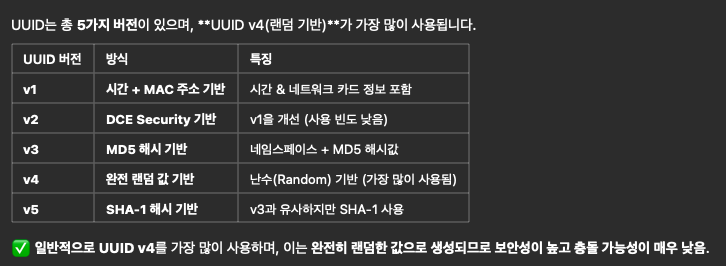 UUID는 총 5가지 버전이 있으며, **UUID v4(랜덤 기반)**가 가장 많이 사용됩니다.
UUID 버전 방식 특징
v1 시간 + MAC 주소 기반 시간 & 네트워크 카드 정보 포함
v2 DCE Security 기반 v1을 개선 (사용 빈도 낮음)
v3 MD5 해시 기반 네임스페이스 + MD5 해시값
v4 완전 랜덤 값 기반 난수(Random) 기반 (가장 많이 사용됨)
v5 SHA-1 해시 기반 v3과 유사하지만 SHA-1 사용
✅ 일반적으로 UUID v4를 가장 많이 사용하며, 이는 완전히 랜덤한 값으로 생성되므로 보안성이 높고 충돌 가능성이 매우 낮음.